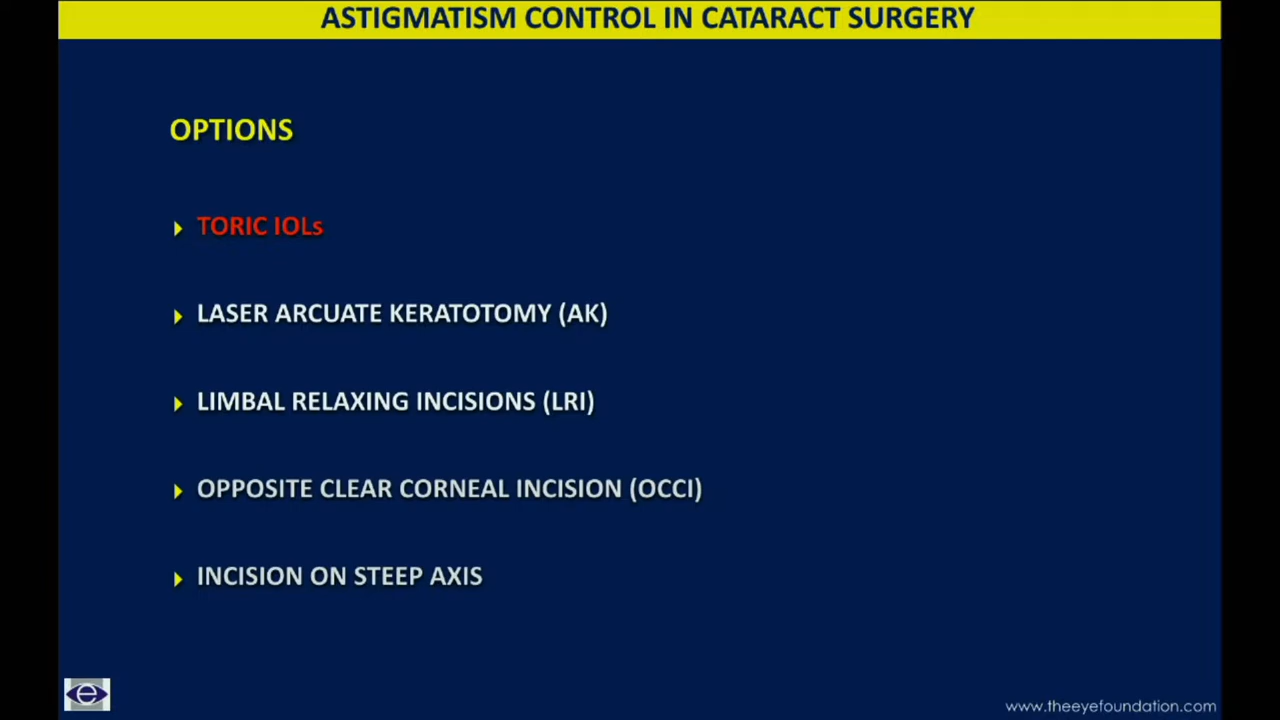 ASTIGMATISM CONTROL IN CATARACT SURGERY
OPTIONS
TORIC IOLs
LASER ARCUATE KERATOTOMY (AK)
LIMBAL RELAXING INCISIONS (LRI)
OPPOSITE CLEAR CORNEAL INCISION (OCCI)
INCISION ON STEEP AXIS
e
www.theeyefoundation.com